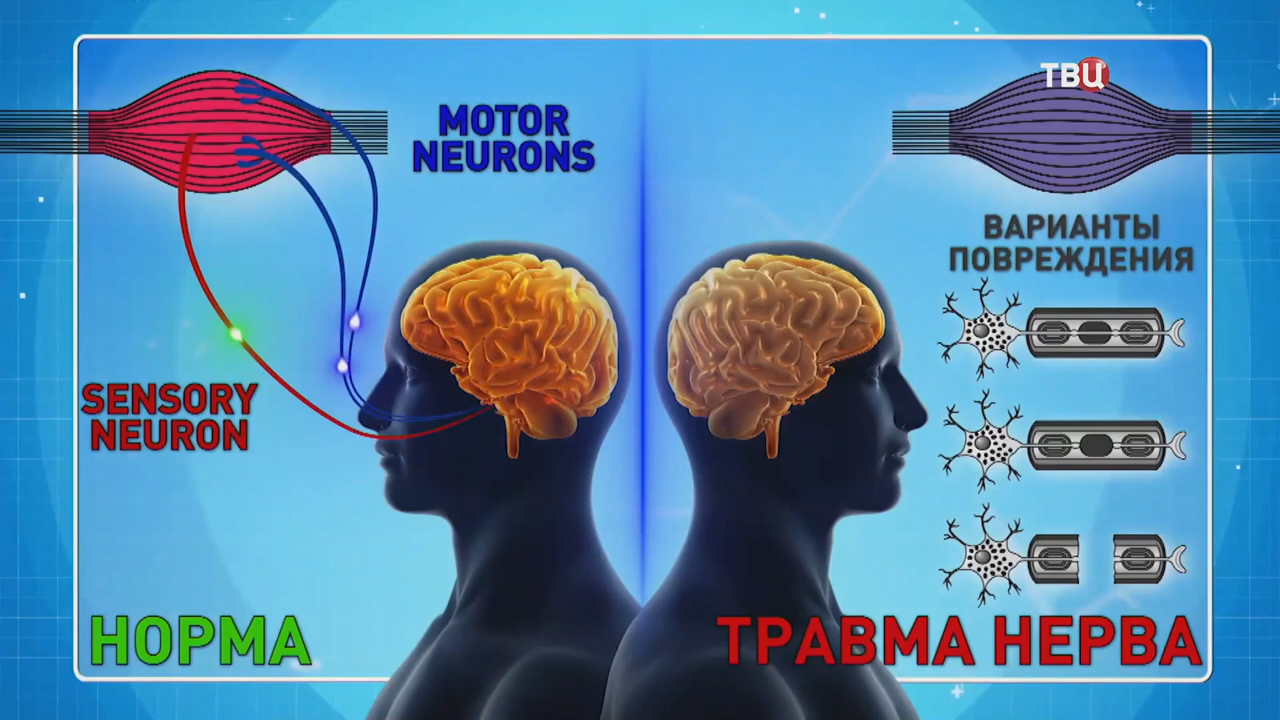 ТВЦ
MOTOR
NEURONS
ВАРИАНТЫ
ПОВРЕЖДЕНИЯ
SENSORY
NEURON
НОРМА
ТРАВМА НЕРВА